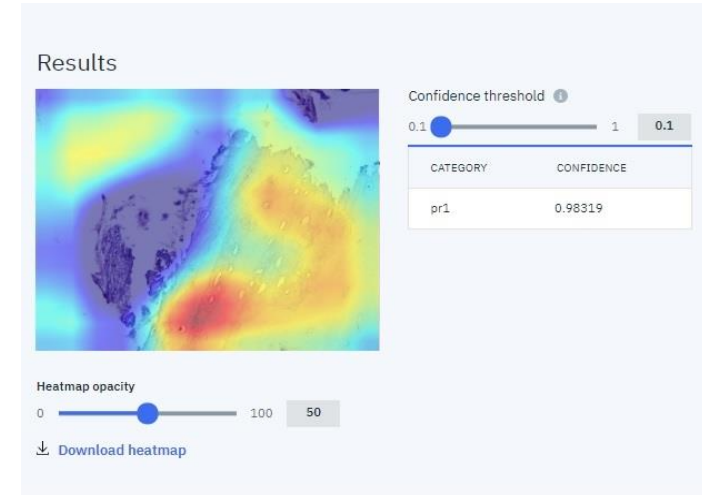 Results
Confidence threshold
0.1 1 0.1
CATEGORY CONFIDENCE
pr1 0.98319
Heatmap opacity
0 100 50
Download heatmap